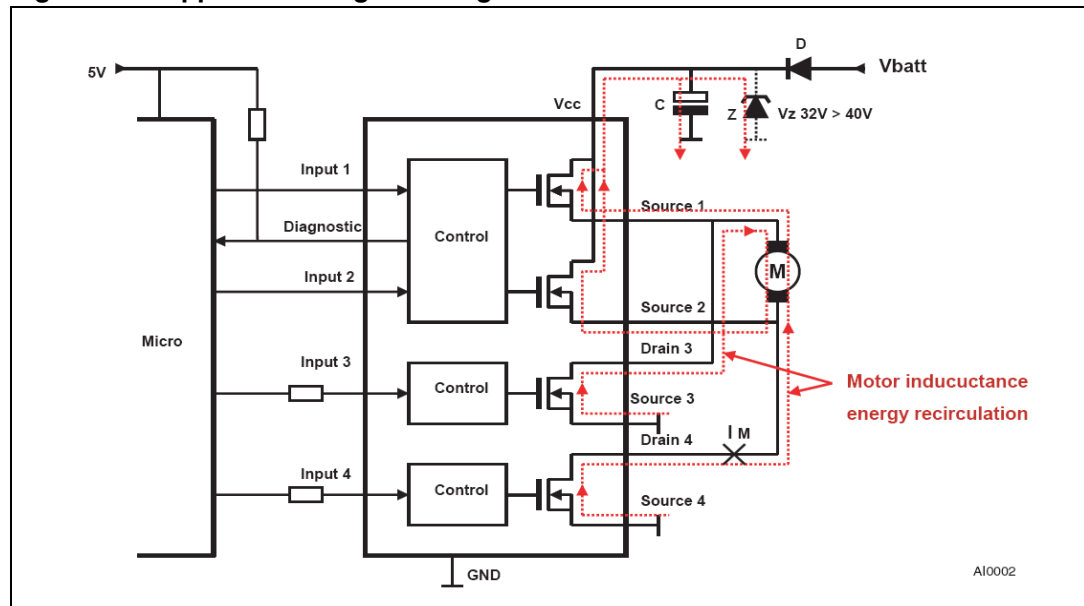 D
5V
Vbatt
Vcc
C
Z
Vz 32V > 40V
Input 1
Source 1
Diagnostic
Control
M
Input 2
Source 2
Micro
Drain 3
Input 3
Control
Source 3
Motor inducuctance
energy recirculation
Drain 4
I M
Input 4
Control
Source 4
GND
AI0002